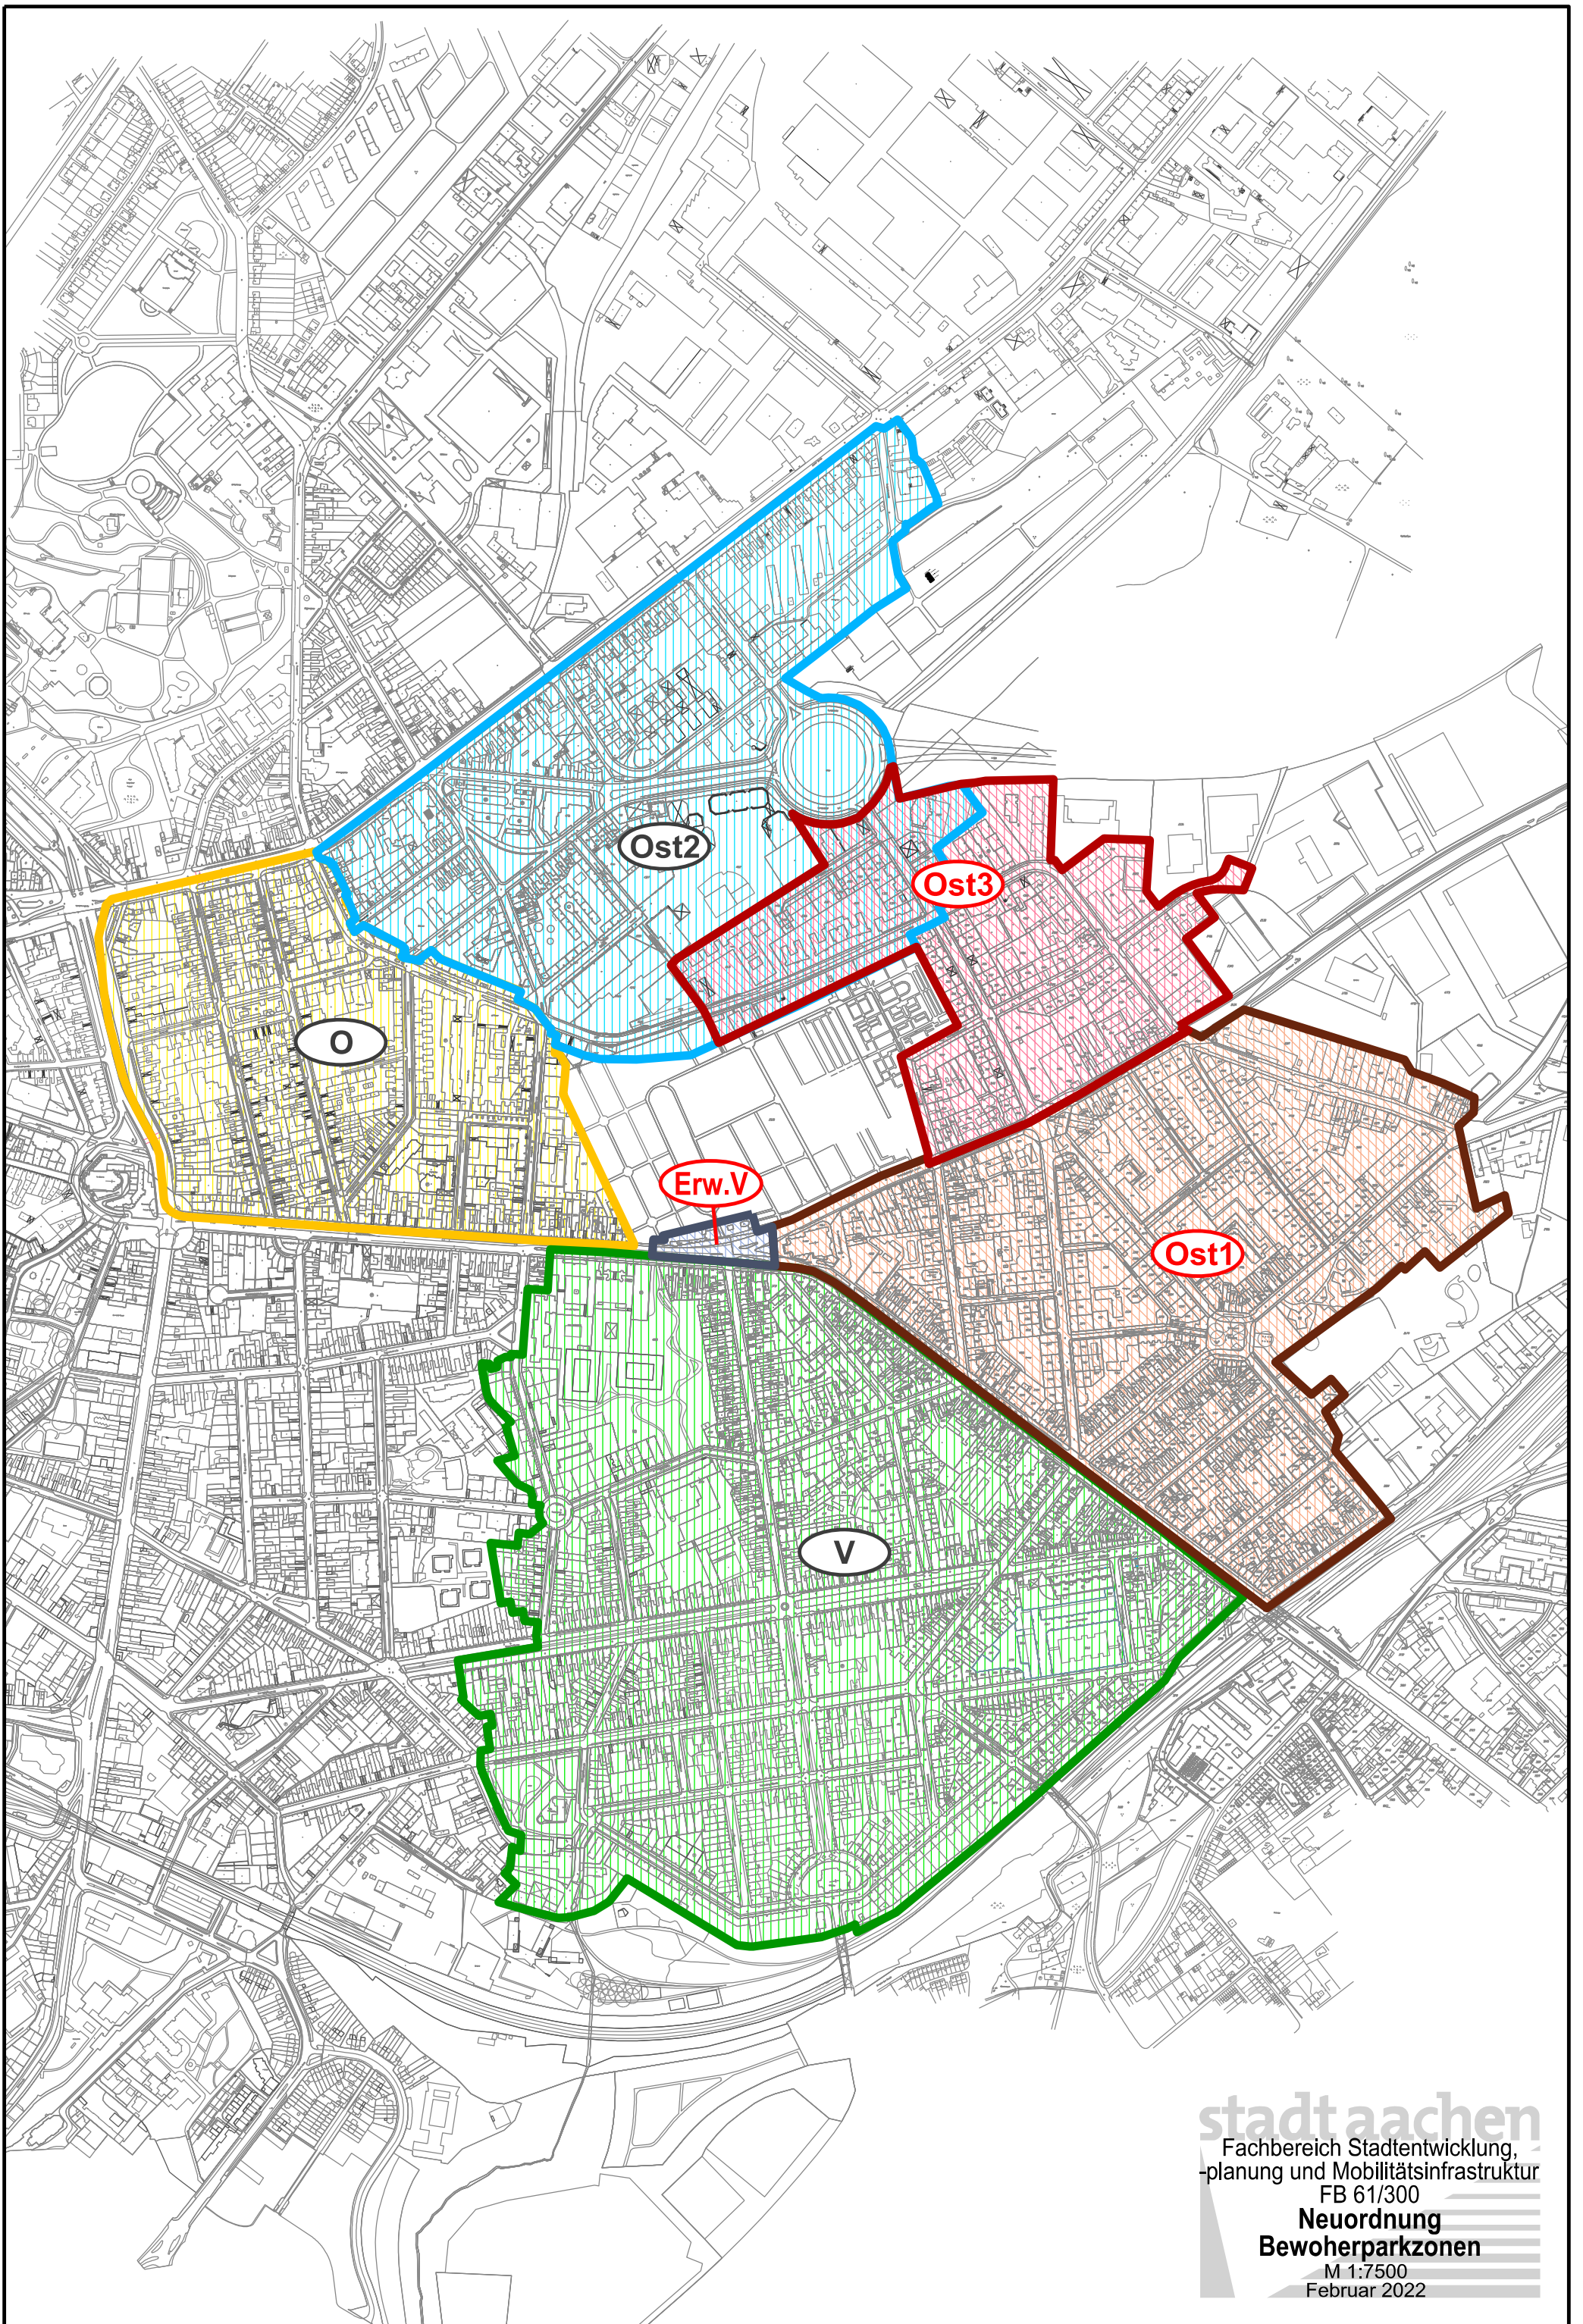 Ost2
Ost3
O
Erw.V
Ost1
V
stadt aachen
Fachbereich Stadtentwicklung,
-planung und Mobilitätsinfrastruktur
FB 61/300
Neuordnung
Bewoherparkzonen
M 1:7500
Februar 2022